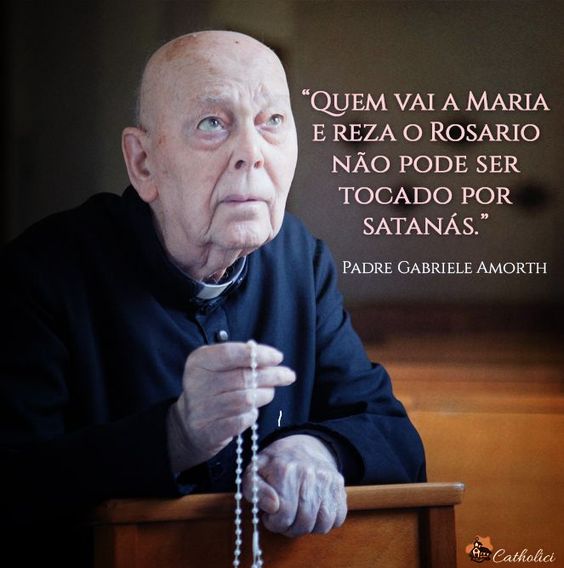 “Quem vai a Maria
e reza o Rosario
não pode ser
tocado por
satanás.”
Padre Gabriele Amorth
Catholici